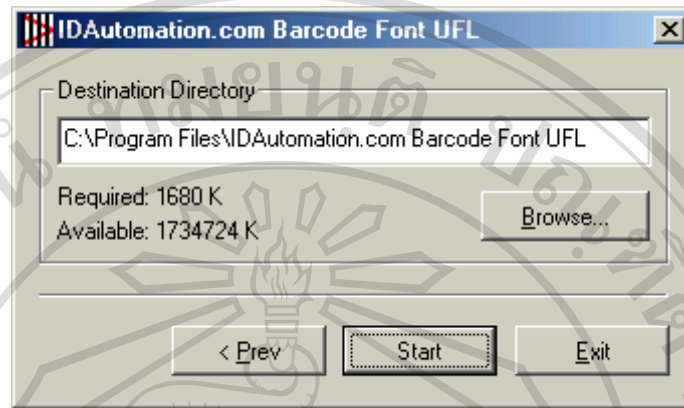 IDAutomation.com Barcode Font UFL
Destination Directory
C:\Program Files\IDAutomation.com Barcode Font UFL
Required: 1680 K
Available: 1734724 K
Browse...
< Prev
Start
Exit